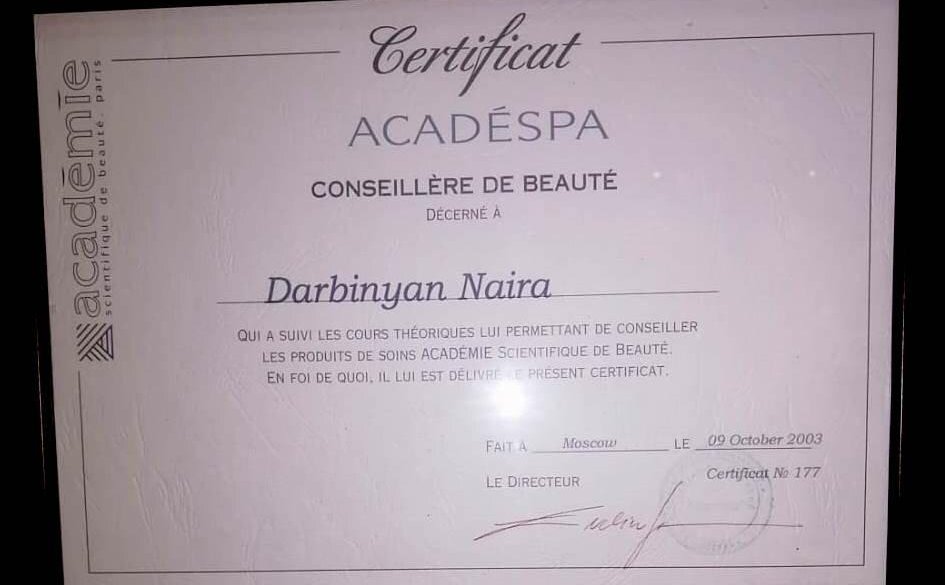 Certificat
académie
scientifique de beauté. paris
ACADÉSPA
CONSEILLÈRE DE BEAUTÉ
DÉCERNÉ À
Darbinyan Naira
QUI A SUIVI LES COURS THÉORIQUES LUI PERMETTANT DE CONSEILLER
LES PRODUITS DE SOINS ACADÉMIE SCIENTIFIQUE DE BEAUTÉ.
EN FOI DE QUOI, IL LUI EST DÉLIVRÉ LE PRÉSENT CERTIFICAT.
FAIT À Moscow LE 09 October 2003
Certificat № 177
LE DIRECTEUR